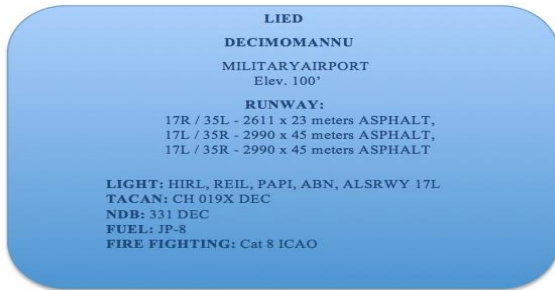 LIED
DECIMOMANNU
MILITARYAIRPORT
Elev. 100’
RUNWAY:
17R / 35L - 2611 x 23 meters ASPHALT,
17L / 35R - 2990 x 45 meters ASPHALT,
17L / 35R - 2990 x 45 meters ASPHALT
LIGHT: HIRL, REIL, PAPI, ABN, ALSRWY 17L
TACAN: CH 019X DEC
NDB: 331 DEC
FUEL: JP-8
FIRE FIGHTING: Cat 8 ICAO